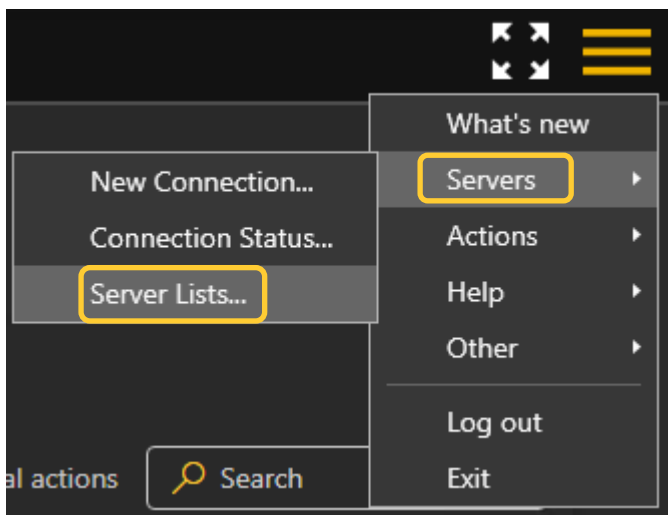 What's new
Servers
Actions
Help
Other
Log out
Exit
New Connection...
Connection Status...
Server Lists...
al actions
Search